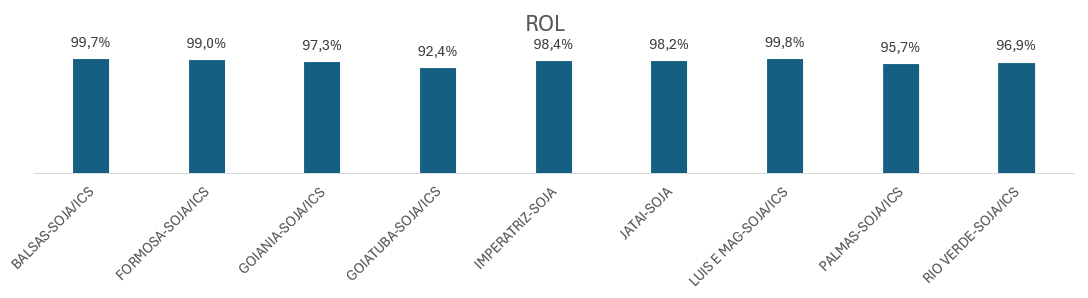 ROL
99,7%
99,0%
97,3%
92,4%
98,4%
98,2%
99,8%
95,7%
96,9%
BALSAS-SOJA/ICS
FORMOSA-SOJA/ICS
GOIANIA-SOJA/ICS
GOIATUBA-SOJA/ICS
IMPERATRIZ-SOJA
JATAI-SOJA
LUIS E MAG-SOJA/ICS
PALMAS-SOJA/ICS
RIO VERDE-SOJA/ICS